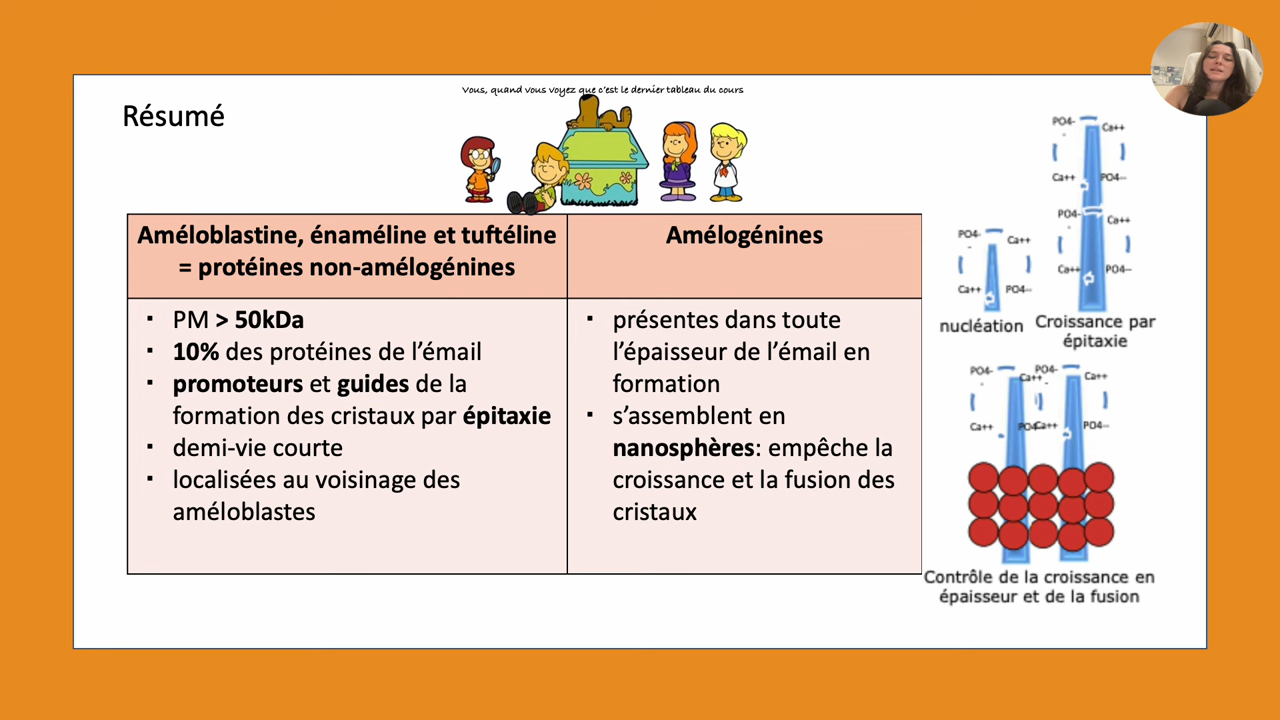 Vous, quand vous voyez que c'est le dernier tableau du cours
Résumé
Améloblastine, énaméline et tuftéline
= protéines non-amélogénines
Amélogénines
▪ PM > 50kDa
▪ 10% des protéines de l'émail
▪ promoteurs et guides de la
formation des cristaux par épitaxie
▪ demi-vie courte
▪ localisées au voisinage des
améloblastes
▪ présentes dans toute
l'épaisseur de l'émail en
formation
▪ s'assemblent en
nanosphères: empêche la
croissance et la fusion des
cristaux
PO4-
Ca++
Ca++
PO4--
PO4-
Ca++
Ca++
PO4--
PO4-
Ca++
Ca++
PO4--
nucléation
Croissance par
épitaxie
PO4-
Ca++
PO4-
Ca++
Ca++
PO4
Ca++
PO4--
Contrôle de la croissance en
épaisseur et de la fusion